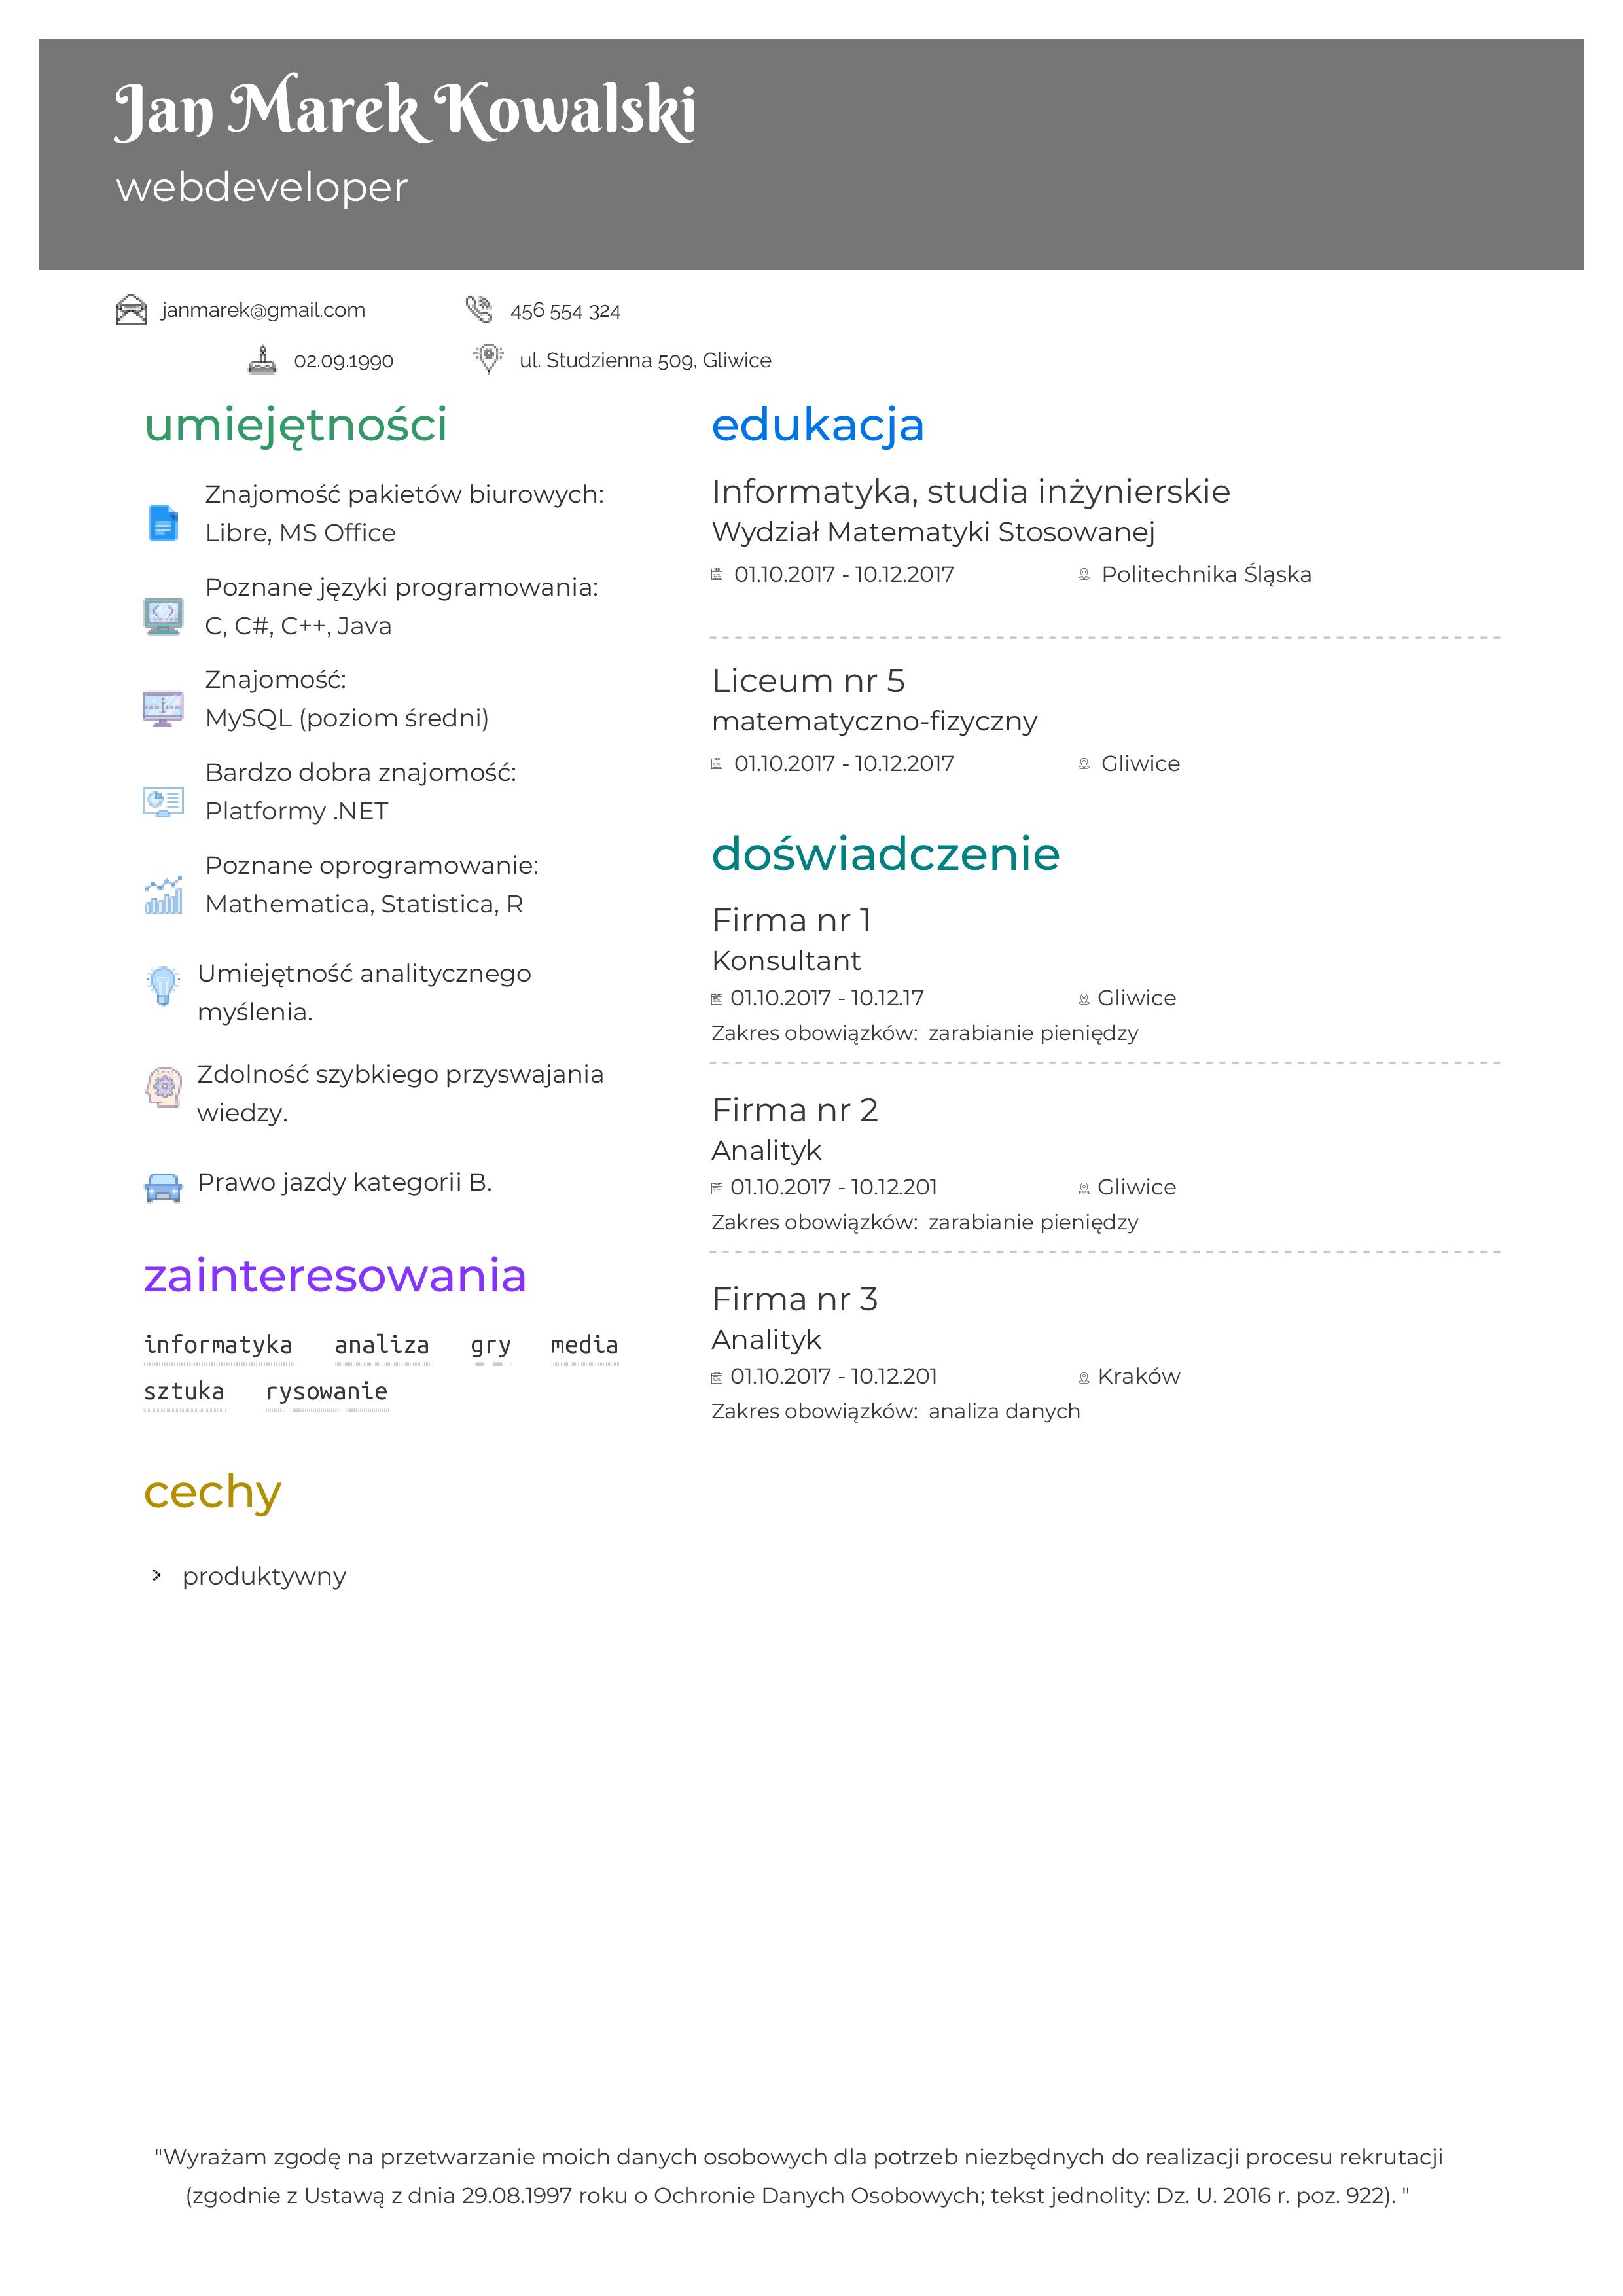 Jan Marek Kowalski
webdeveloper
janmarek@gmail.com
456 554 324
02.09.1990
ul. Studzienna 509, Gliwice
umiejętności
Znajomość pakietów biurowych:
Libre, MS Office
Poznane języki programowania:
C, C#, C++, Java
Znajomość:
MySQL (poziom średni)
Bardzo dobra znajomość:
Platformy .NET
Poznane oprogramowanie:
Mathematica, Statistica, R
Umiejętność analitycznego
myślenia.
Zdolność szybkiego przyswajania
wiedzy.
Prawo jazdy kategorii B.
zainteresowania
informatyka analiza gry media
sztuka rysowanie
cechy
produktywny
edukacja
Informatyka, studia inżynierskie
Wydział Matematyki Stosowanej
01.10.2017 - 10.12.2017 Politechnika Śląska
Liceum nr 5
matematyczno-fizyczny
01.10.2017 - 10.12.2017 Gliwice
doświadczenie
Firma nr 1
Konsultant
01.10.2017 - 10.12.17 Gliwice
Zakres obowiązków: zarabianie pieniędzy
Firma nr 2
Analityk
01.10.2017 - 10.12.201 Gliwice
Zakres obowiązków: zarabianie pieniędzy
Firma nr 3
Analityk
01.10.2017 - 10.12.201 Kraków
Zakres obowiązków: analiza danych
"Wyrażam zgodę na przetwarzanie moich danych osobowych dla potrzeb niezbędnych do realizacji procesu rekrutacji
(zgodnie z Ustawą z dnia 29.08.1997 roku o Ochronie Danych Osobowych; tekst jednolity: Dz. U. 2016 r. poz. 922). "